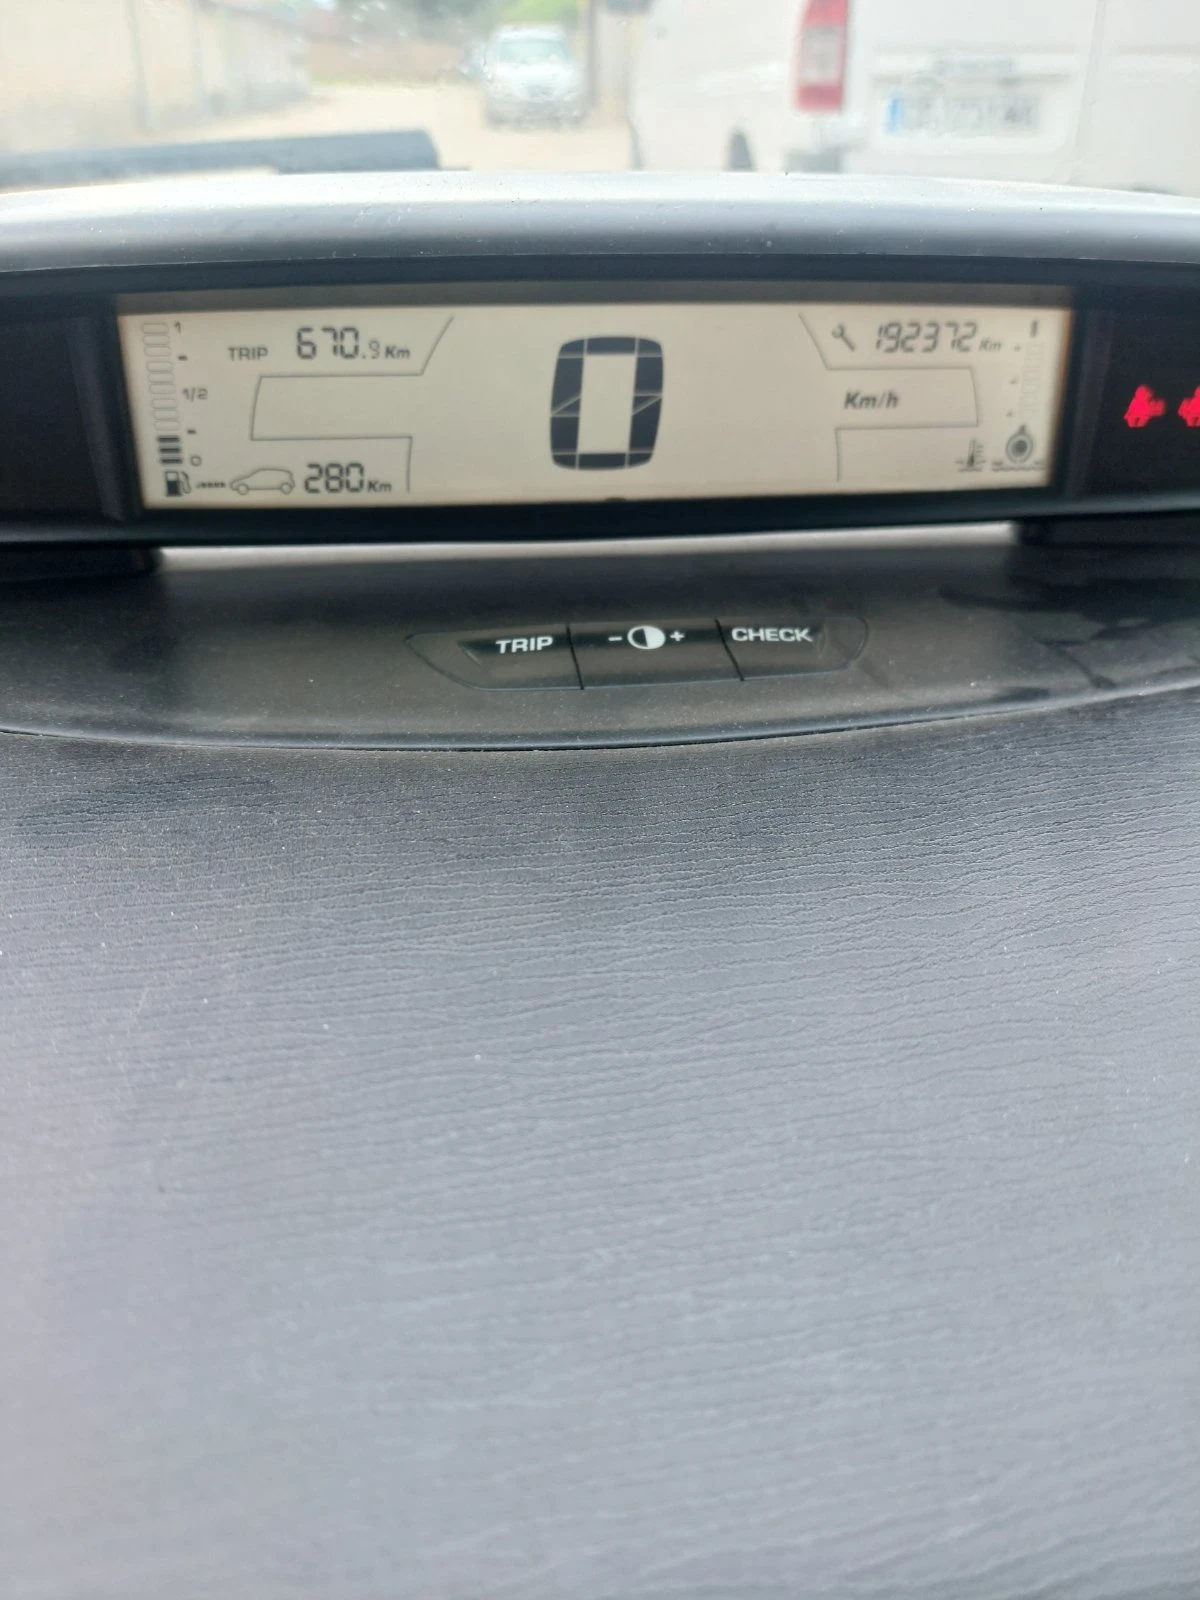 1
TRIP 670.9 Km
192372 Km
1/2
Km/h
0
0
280 Km
TRIP
- +
CHECK